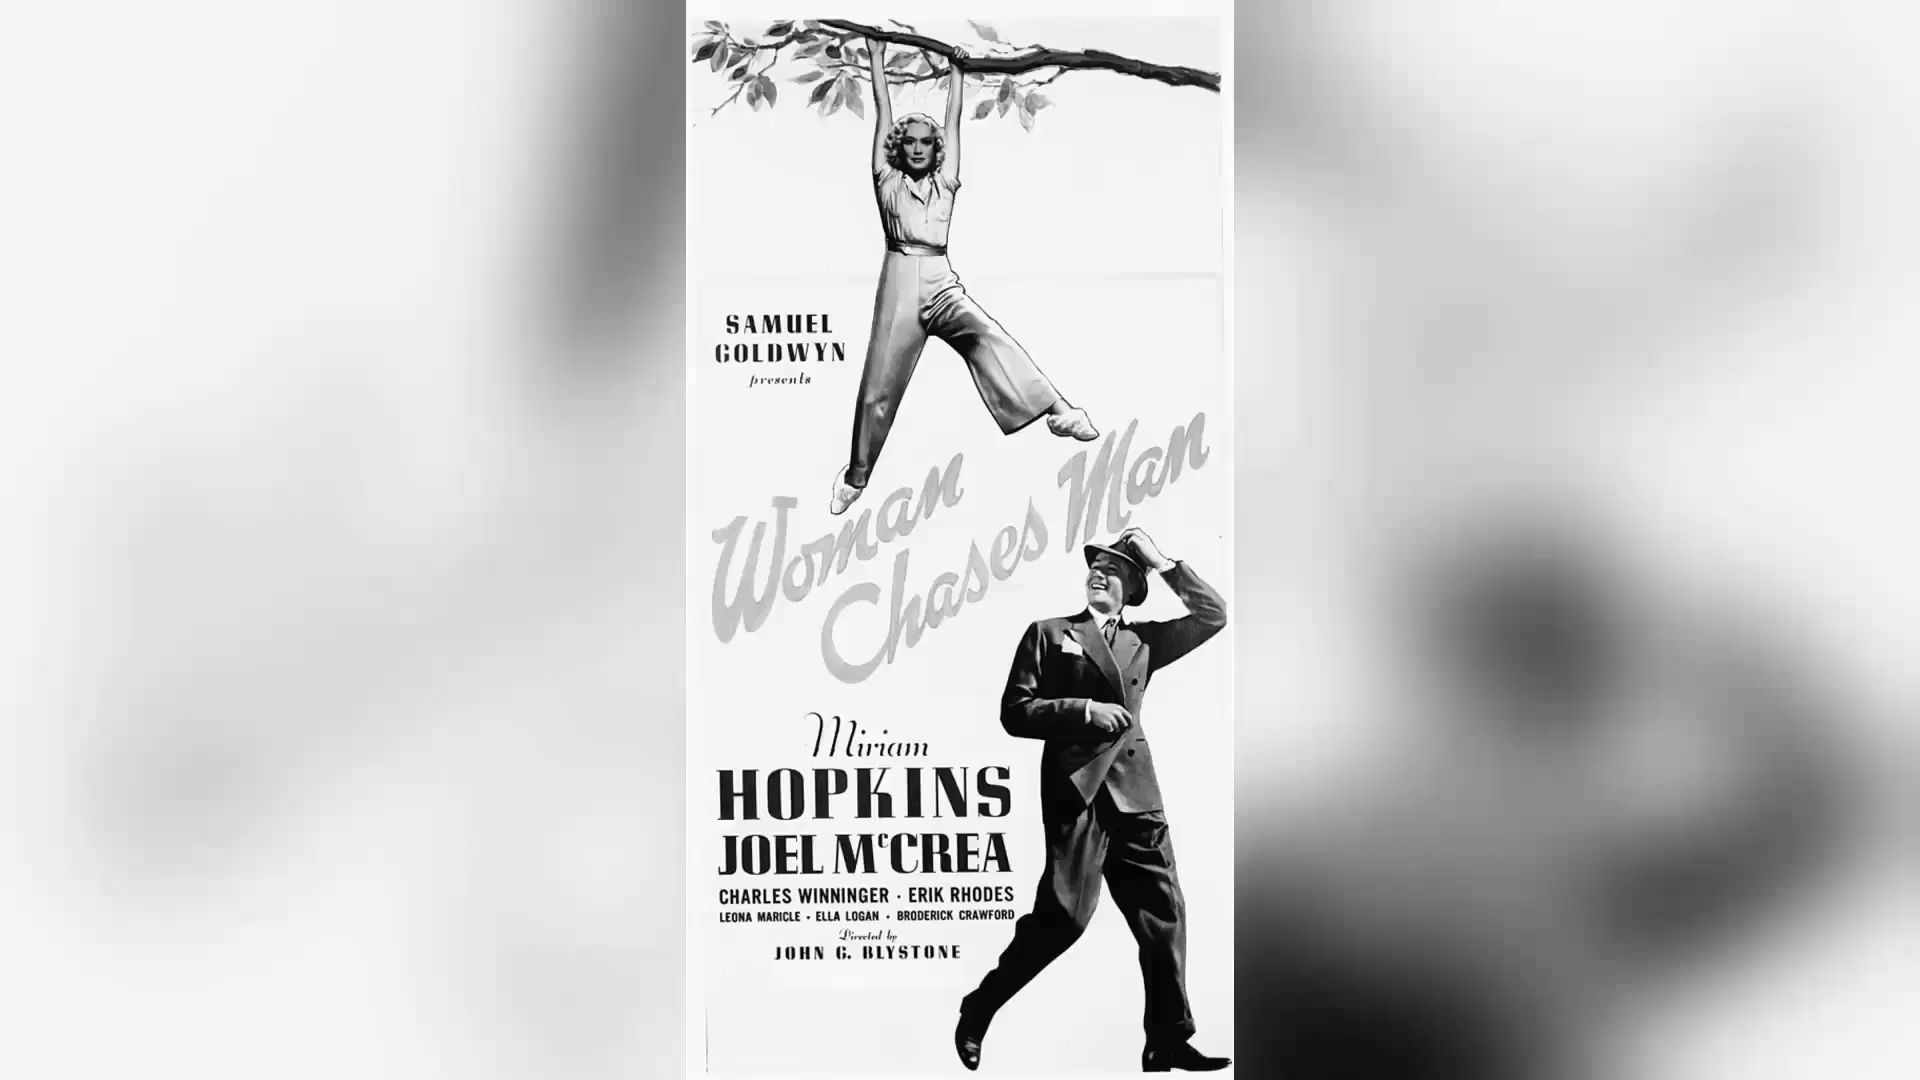 SAMUEL
GOLDWYN
presents
Woman
Chases Man
Miriam
HOPKINS
JOEL McCREA
CHARLES WINNINGER · ERIK RHODES
LEONA MARICLE · ELLA LOGAN · BRODERICK CRAWFORD
Directed by
JOHN G. BLYSTONE